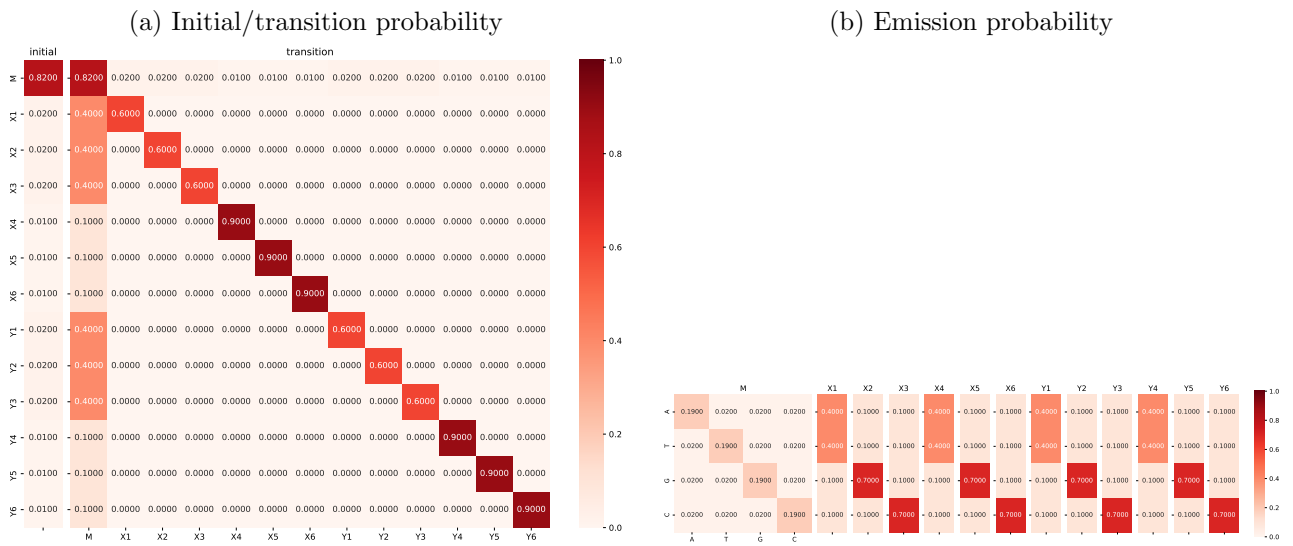 (a) Initial/transition probability
initial transition
M 0.8200 0.8200 0.0200 0.0200 0.0200 0.0100 0.0100 0.0100 0.0200 0.0200 0.0200 0.0100 0.0100 0.0100
X1 0.0200 0.4000 0.6000 0.0000 0.0000 0.0000 0.0000 0.0000 0.0000 0.0000 0.0000 0.0000 0.0000 0.0000
X2 0.0200 0.4000 0.0000 0.6000 0.0000 0.0000 0.0000 0.0000 0.0000 0.0000 0.0000 0.0000 0.0000 0.0000
X3 0.0200 0.4000 0.0000 0.0000 0.6000 0.0000 0.0000 0.0000 0.0000 0.0000 0.0000 0.0000 0.0000 0.0000
X4 0.0100 0.1000 0.0000 0.0000 0.0000 0.9000 0.0000 0.0000 0.0000 0.0000 0.0000 0.0000 0.0000 0.0000
X5 0.0100 0.1000 0.0000 0.0000 0.0000 0.0000 0.9000 0.0000 0.0000 0.0000 0.0000 0.0000 0.0000 0.0000
X6 0.0100 0.1000 0.0000 0.0000 0.0000 0.0000 0.0000 0.9000 0.0000 0.0000 0.0000 0.0000 0.0000 0.0000
Y1 0.0200 0.4000 0.0000 0.0000 0.0000 0.0000 0.0000 0.0000 0.6000 0.0000 0.0000 0.0000 0.0000 0.0000
Y2 0.0200 0.4000 0.0000 0.0000 0.0000 0.0000 0.0000 0.0000 0.0000 0.6000 0.0000 0.0000 0.0000 0.0000
Y3 0.0200 0.4000 0.0000 0.0000 0.0000 0.0000 0.0000 0.0000 0.0000 0.0000 0.6000 0.0000 0.0000 0.0000
Y4 0.0100 0.1000 0.0000 0.0000 0.0000 0.0000 0.0000 0.0000 0.0000 0.0000 0.0000 0.9000 0.0000 0.0000
Y5 0.0100 0.1000 0.0000 0.0000 0.0000 0.0000 0.0000 0.0000 0.0000 0.0000 0.0000 0.0000 0.9000 0.0000
Y6 0.0100 0.1000 0.0000 0.0000 0.0000 0.0000 0.0000 0.0000 0.0000 0.0000 0.0000 0.0000 0.0000 0.9000
M X1 X2 X3 X4 X5 X6 Y1 Y2 Y3 Y4 Y5 Y6
1.0
0.8
0.6
0.4
0.2
0.0
(b) Emission probability
M X1 X2 X3 X4 X5 X6 Y1 Y2 Y3 Y4 Y5 Y6
A 0.1900 0.0200 0.0200 0.0200 0.4000 0.1000 0.1000 0.4000 0.1000 0.1000 0.4000 0.1000 0.1000 0.4000 0.1000 0.1000
T 0.0200 0.1900 0.0200 0.0200 0.4000 0.1000 0.1000 0.4000 0.1000 0.1000 0.4000 0.1000 0.1000 0.4000 0.1000 0.1000
G 0.0200 0.0200 0.1900 0.0200 0.1000 0.7000 0.1000 0.1000 0.7000 0.1000 0.1000 0.7000 0.1000 0.1000 0.7000 0.1000
C 0.0200 0.0200 0.0200 0.1900 0.1000 0.1000 0.7000 0.1000 0.1000 0.7000 0.1000 0.1000 0.7000 0.1000 0.1000 0.7000
A T G C
1.0
0.8
0.6
0.4
0.2
0.0